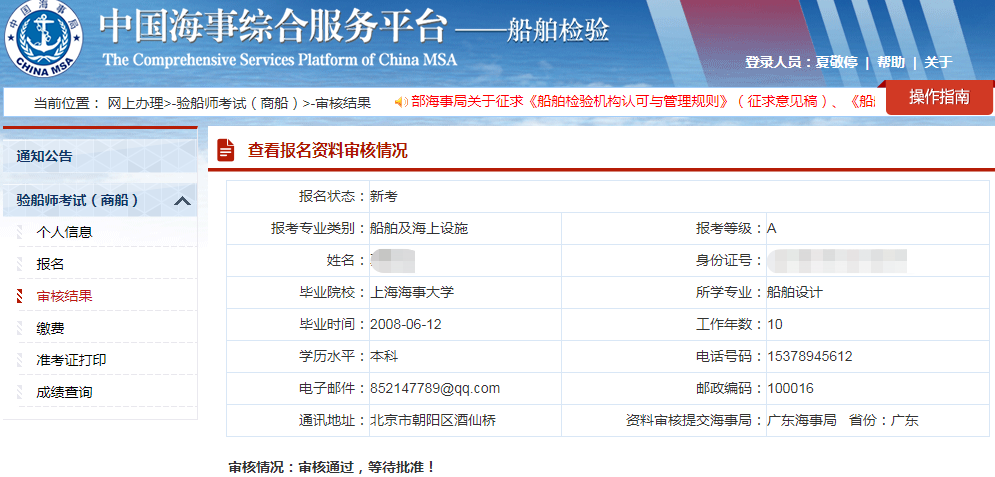 中国海事局
CHINA MSA
中国海事综合服务平台——船舶检验
The Comprehensive Services Platform of China MSA
登录人员：夏敬停 | 帮助 | 关于
当前位置： 网上办理>-验船师考试（商船）>-审核结果
部海事局关于征求《船舶检验机构认可与管理规则》（征求意见稿）、《船
操作指南
通知公告
验船师考试（商船）
个人信息
报名
审核结果
缴费
准考证打印
成绩查询
查看报名资料审核情况
报名状态：新考
报考专业类别：船舶及海上设施 报考等级：A
姓名： 身份证号：
毕业院校：上海海事大学 所学专业：船舶设计
毕业时间：2008-06-12 工作年数：10
学历水平：本科 电话号码：15378945612
电子邮件：852147789@qq.com 邮政编码：100016
通讯地址：北京市朝阳区酒仙桥 资料审核提交海事局：广东海事局 省份：广东
审核情况：审核通过，等待批准！